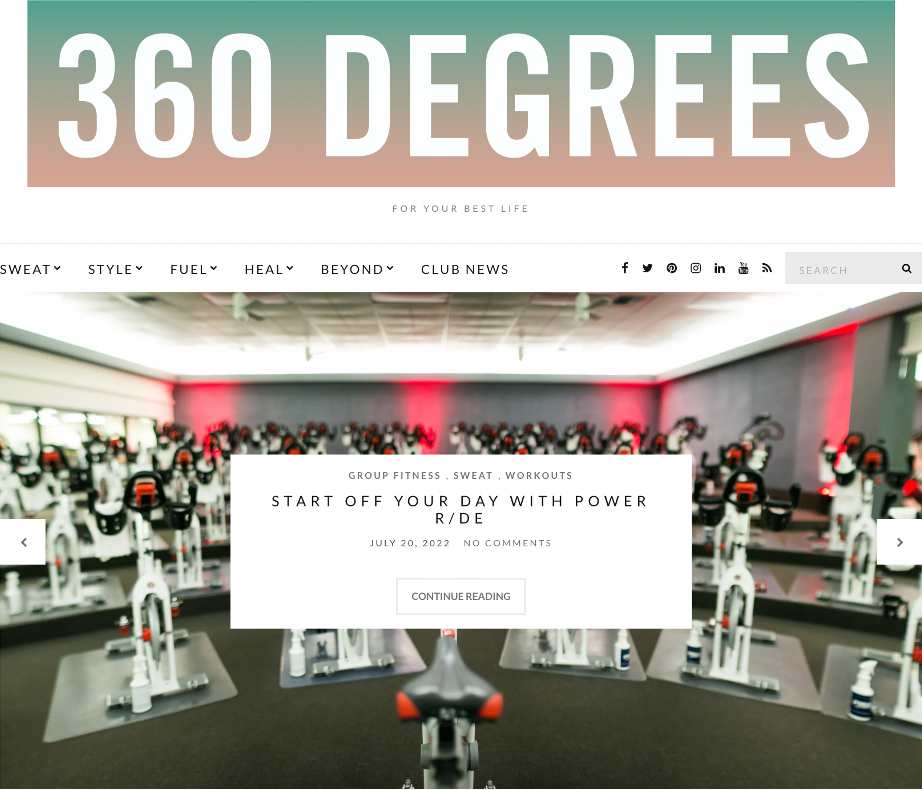 360 DEGREES
FOR YOUR BEST LIFE
SWEAT STYLE FUEL HEAL BEYOND CLUB NEWS SEARCH
GROUP FITNESS , SWEAT , WORKOUTS
START OFF YOUR DAY WITH POWER
R/DE
JULY 20, 2022 NO COMMENTS
CONTINUE READING